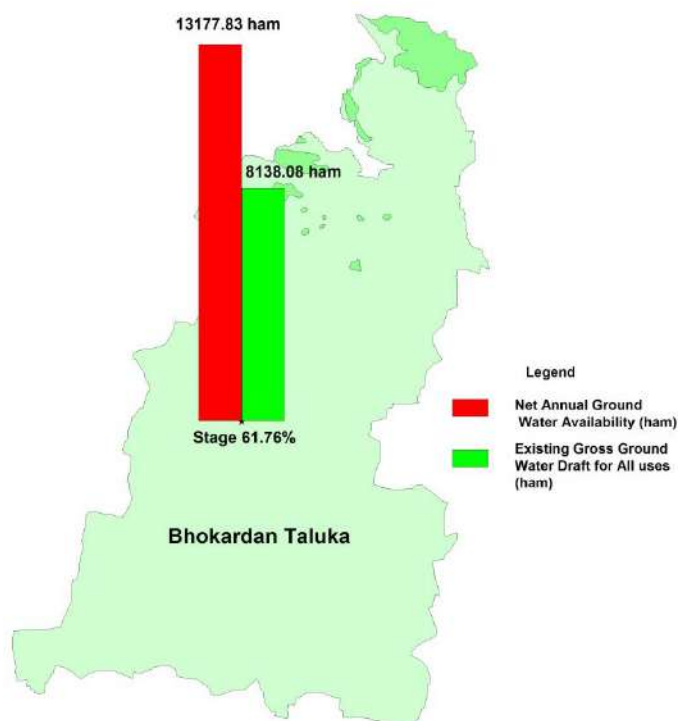 13177.83 ham
8138.08 ham
Stage 61.76%
Bhokardan Taluka
Legend
Net Annual Ground
Water Availability (ham)
Existing Gross Ground
Water Draft for All uses
(ham)